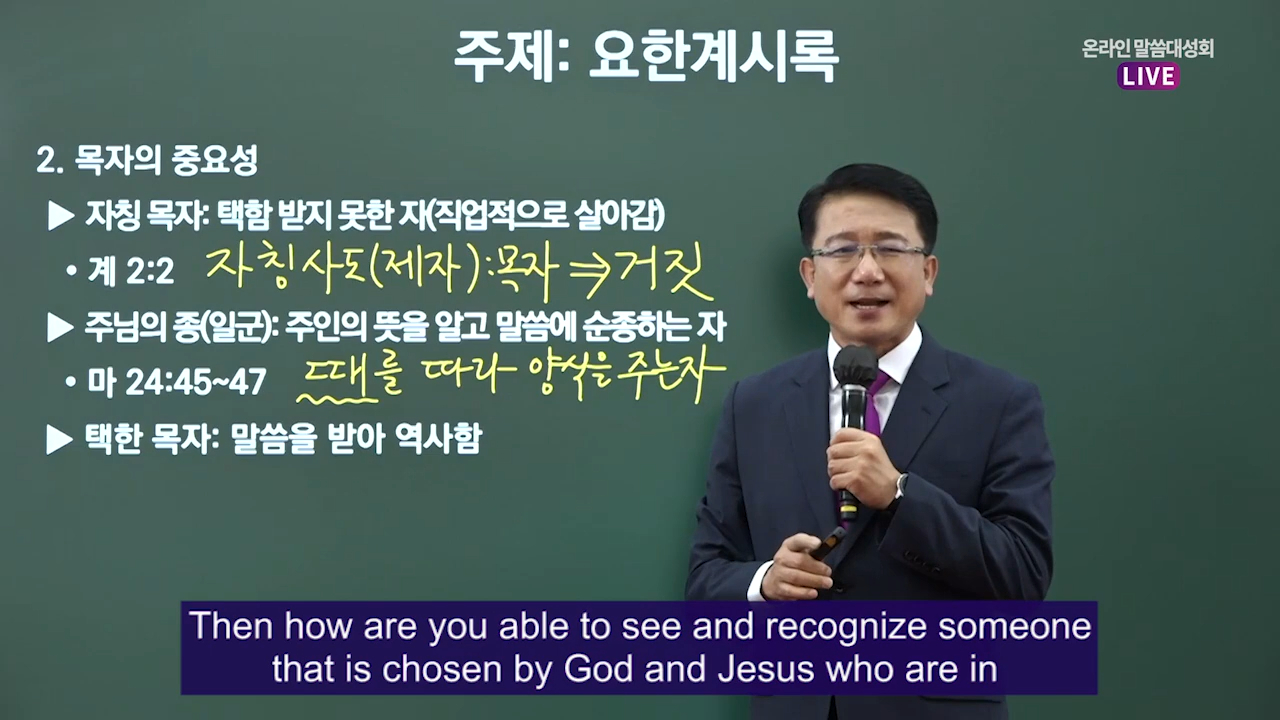 주제: 요한계시록
온라인 말씀대성회
LIVE
2. 목자의 중요성
▶ 자칭 목자: 택함 받지 못한 자(직업적으로 살아감)
• 계 2:2 자칭사도(제자):목자 ⇒ 거짓
▶ 주님의 종(일군): 주인의 뜻을 알고 말씀에 순종하는 자
• 마 24:45~47 때를 따라 양식을 주는자
▶ 택한 목자: 말씀을 받아 역사함
Then how are you able to see and recognize someone
that is chosen by God and Jesus who are in